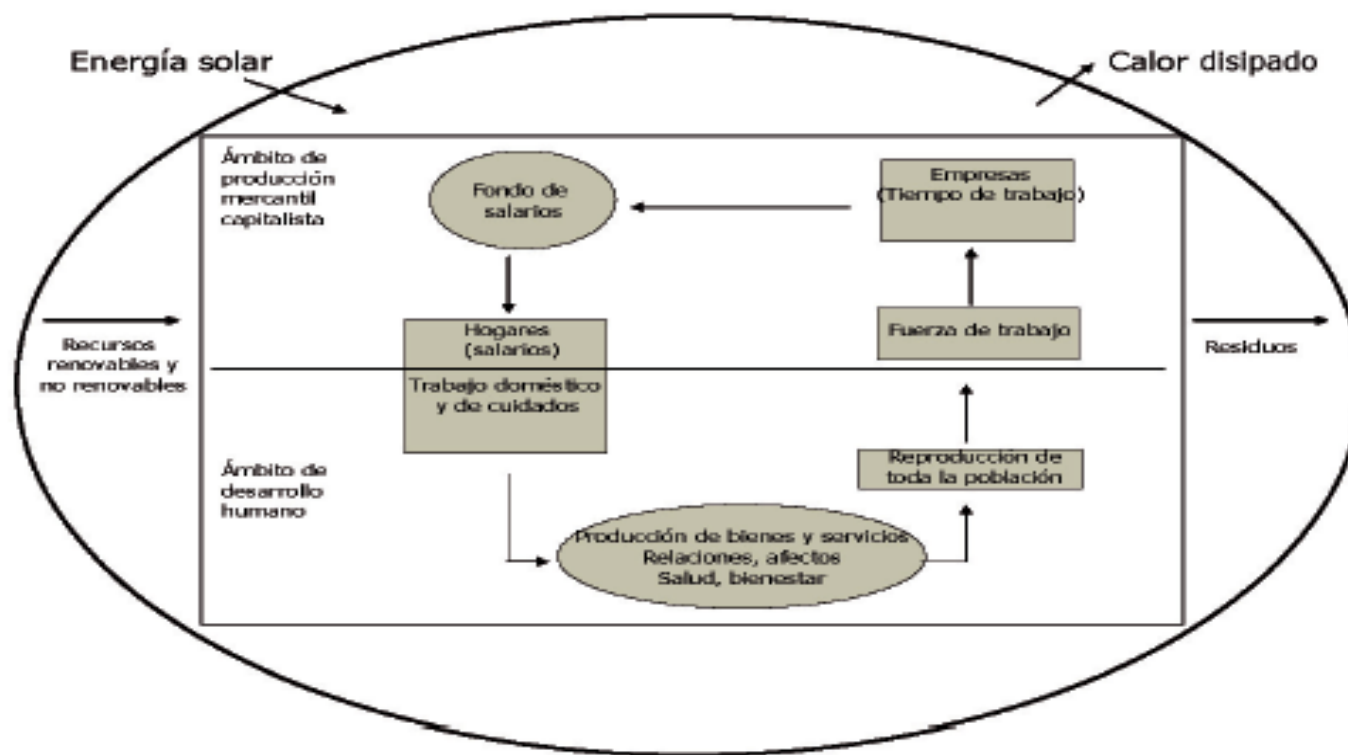 Energía solar
Calor disipado
Ámbito de
producción
mercantil
capitalista
Fondo de
salarios
Empresas
(Tiempo de trabajo)
Recursos
renovables y
no renovables
Hogares
(salarios)
Fuerza de trabajo
Residuos
Trabajo doméstico
y de cuidados
Ámbito de
desarrollo
humano
Reproducción de
toda la población
Producción de bienes y servicios
Relaciones, afectos
Salud, bienestar